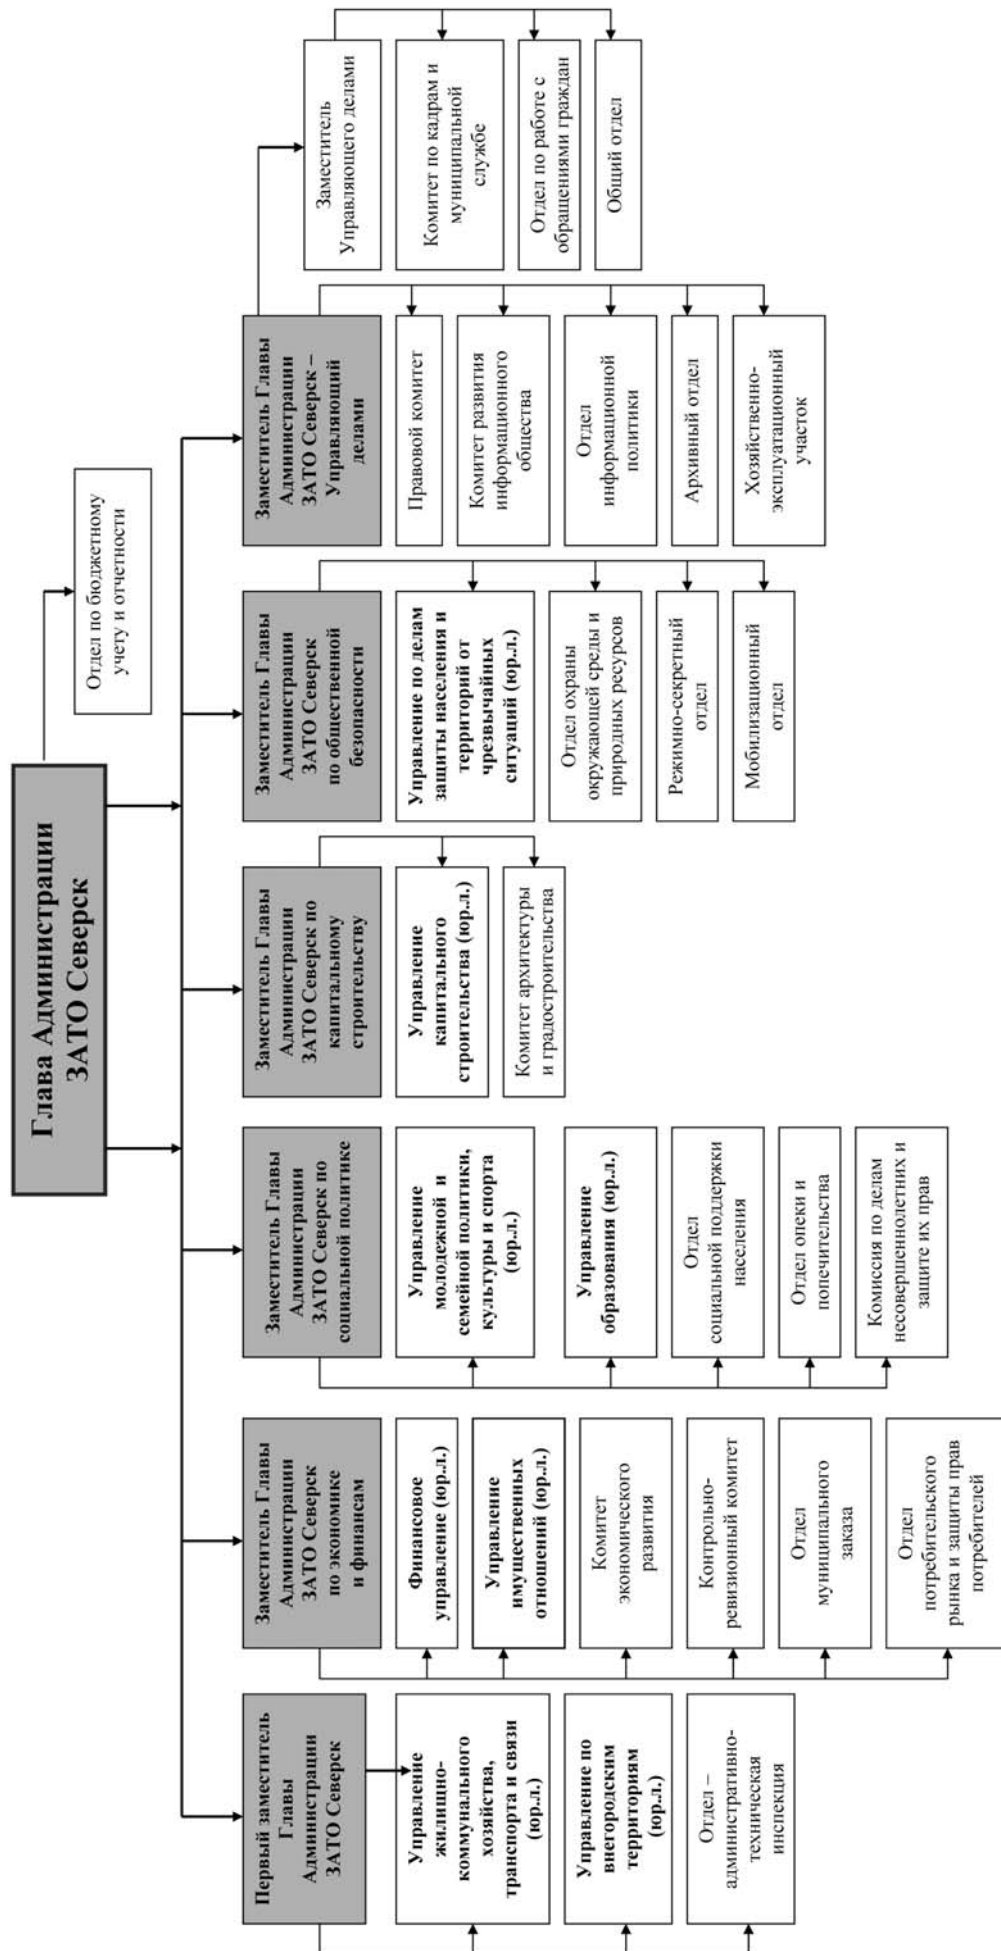 Глава Администрации
ЗАТО Северск
Отдел по бюджетному
учету и отчетности
Первый заместитель
Главы
Администрации
ЗАТО Северск
Управление
жилищно-
коммунального
хозяйства,
транспорта и связи
(юр.л.)
Управление по
внегородским
территориям
(юр.л.)
Отдел –
административно-
техническая
инспекция
Заместитель Главы
Администрации
ЗАТО Северск
по экономике
и финансам
Финансовое
управление (юр.л.)
Управление
имущественных
отношений (юр.л.)
Комитет
экономического
развития
Контрольно-
ревизионный комитет
Отдел
муниципального
заказа
Отдел
потребительского
рынка и защиты прав
потребителей
Заместитель Главы
Администрации
ЗАТО Северск по
социальной политике
Управление
молодежной и
семейной политики,
культуры и спорта
(юр.л.)
Управление
образования (юр.л.)
Отдел
социальной поддержки
населения
Отдел опеки и
попечительства
Комиссия по делам
несовершеннолетних и
защите их прав
Заместитель Главы
Администрации
ЗАТО Северск по
капитальному
строительству
Управление
капитального
строительства (юр.л.)
Комитет архитектуры
и градостроительства
Заместитель Главы
Администрации
ЗАТО Северск
по общественной
безопасности
Управление по делам
защиты населения и
территорий от
чрезвычайных
ситуаций (юр.л.)
Отдел охраны
окружающей среды и
природных ресурсов
Режимно-секретный
отдел
Мобилизационный
отдел
Заместитель Главы
Администрации
ЗАТО Северск –
Управляющий
делами
Правовой комитет
Комитет развития
информационного
общества
Отдел
информационной
политики
Архивный отдел
Хозяйственно-
эксплуатационный
участок
Заместитель
Управляющего делами
Комитет по кадрам и
муниципальной
службе
Отдел по работе с
обращениями граждан
Общий отдел